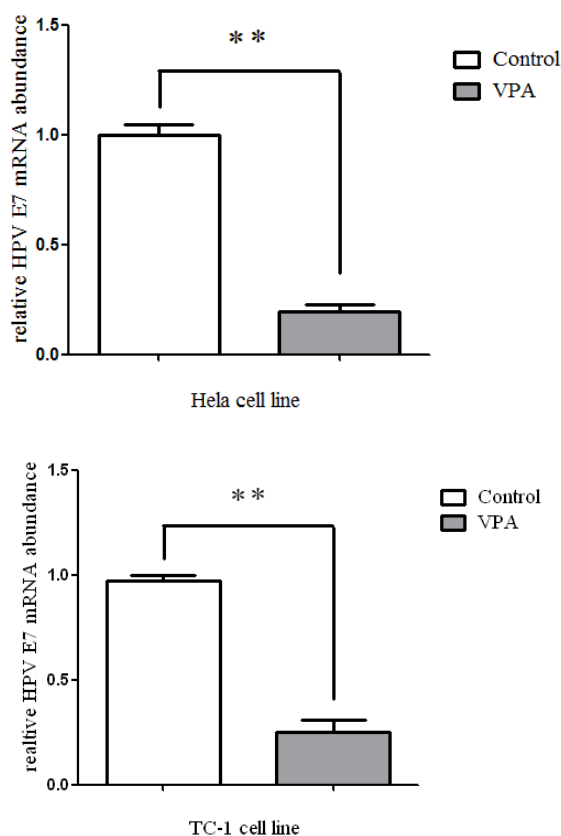 relative HPV E7 mRNA abundance
1.5
1.0
0.5
0.0
* *
Control
VPA
Hela cell line
realtive HPV E7 mRNA abundance
1.5
1.0
0.5
0.0
* *
Control
VPA
TC-1 cell line